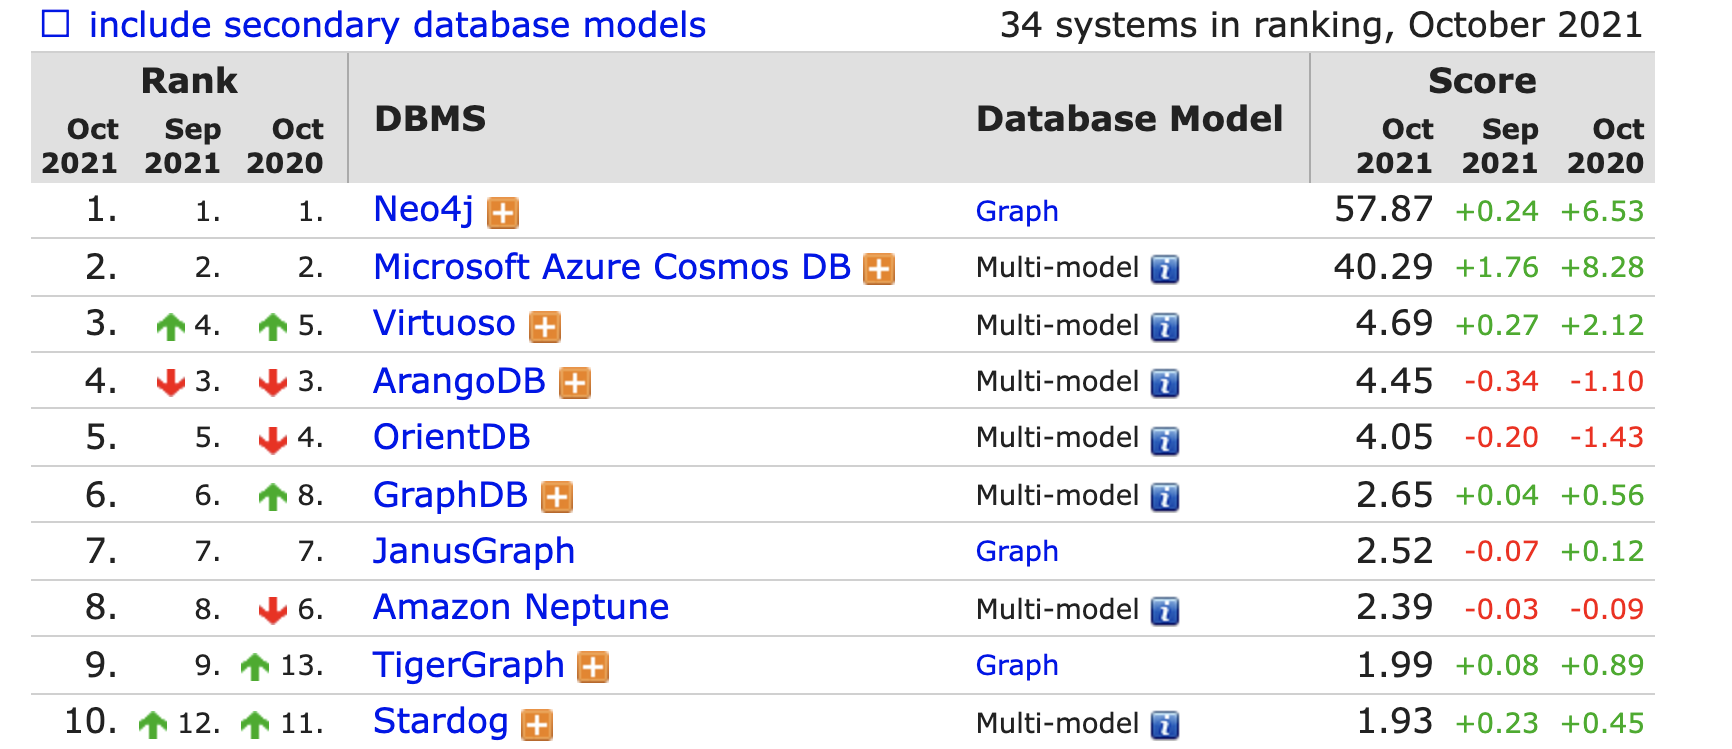 include secondary database models 34 systems in ranking, October 2021
Rank DBMS Database Model Score
Oct 2021 Sep 2021 Oct 2020 Oct 2021 Sep 2021 Oct 2020
1. 1. 1. Neo4j Graph 57.87 +0.24 +6.53
2. 2. 2. Microsoft Azure Cosmos DB Multi-model 40.29 +1.76 +8.28
3. 4. 5. Virtuoso Multi-model 4.69 +0.27 +2.12
4. 3. 3. ArangoDB Multi-model 4.45 -0.34 -1.10
5. 5. 4. OrientDB Multi-model 4.05 -0.20 -1.43
6. 6. 8. GraphDB Multi-model 2.65 +0.04 +0.56
7. 7. 7. JanusGraph Graph 2.52 -0.07 +0.12
8. 8. 6. Amazon Neptune Multi-model 2.39 -0.03 -0.09
9. 9. 13. TigerGraph Graph 1.99 +0.08 +0.89
10. 12. 11. Stardog Multi-model 1.93 +0.23 +0.45